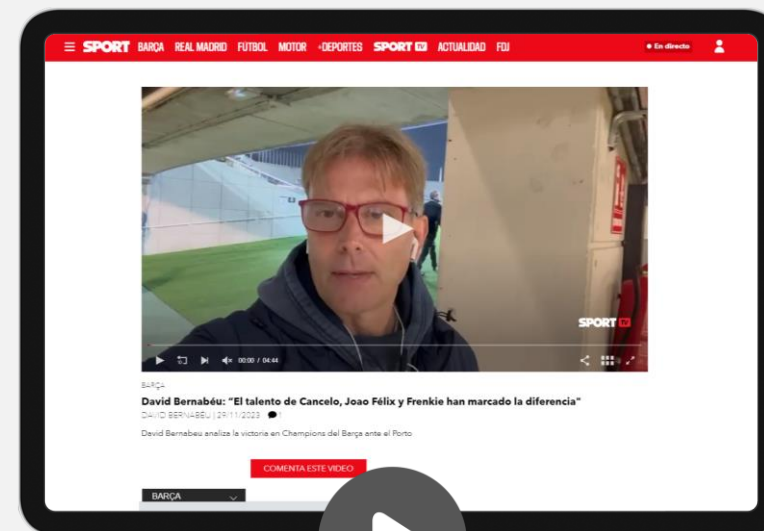 SPORT BARÇA REAL MADRID FÚTBOL MOTOR +DEPORTES SPORT TV ACTUALIDAD FDJ En directo
SPORT TV
00:00 / 04:44
BARÇA
David Bernabéu: "El talento de Cancelo, Joao Félix y Frenkie han marcado la diferencia"
DAVID BERNABÉU | 29/11/2023 1
David Bernabeu analiza la victoria en Champions del Barça ante el Porto
COMENTA ESTE VIDEO
BARÇA